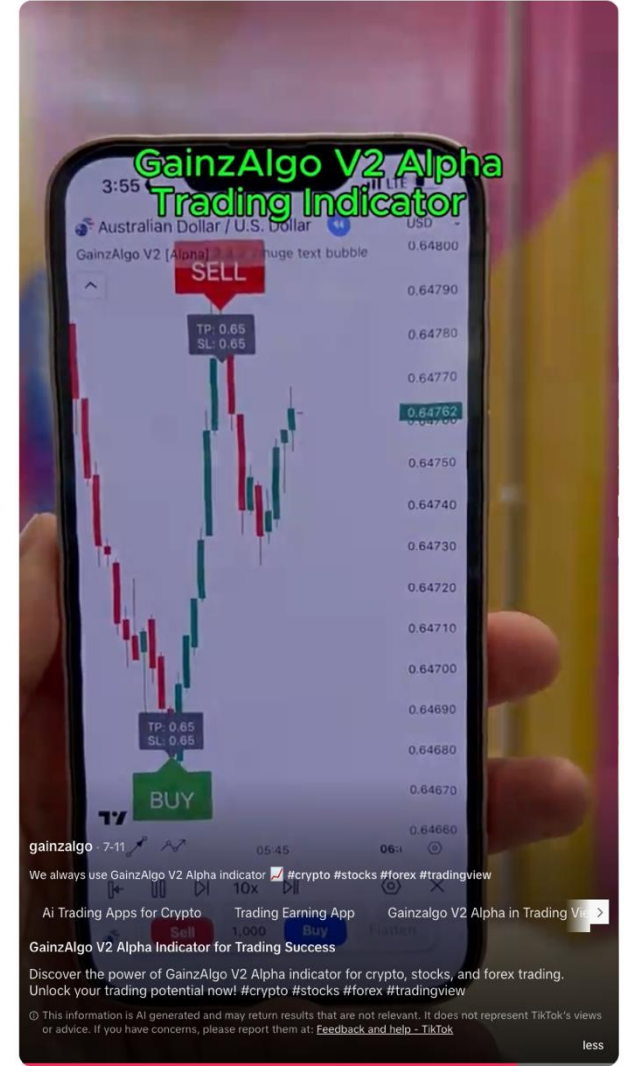 GainzAlgo V2 Alpha
Trading Indicator
3:55
LTE
Australian Dollar / U.S. Dollar
USD
GainzAlgo V2 [Alpha]
huge text bubble
SELL
TP: 0.65
SL: 0.65
0.64800
0.64790
0.64780
0.64770
0.64762
0.64760
0.64750
0.64740
0.64730
0.64720
0.64710
0.64700
0.64690
0.64680
0.64670
0.64660
TP: 0.65
SL: 0.65
BUY
gainzalgo · 7-11
05:45
We always use GainzAlgo V2 Alpha indicator 📈 #crypto #stocks #forex #tradingview
10x
Ai Trading Apps for Crypto
Trading Earning App
Gainzalgo V2 Alpha in Trading Vie
Sell
1,000
Buy
Flatten
GainzAlgo V2 Alpha Indicator for Trading Success
Discover the power of GainzAlgo V2 Alpha indicator for crypto, stocks, and forex trading.
Unlock your trading potential now! #crypto #stocks #forex #tradingview
This information is AI generated and may return results that are not relevant. It does not represent TikTok's views
or advice. If you have concerns, please report them at: Feedback and help - TikTok
less